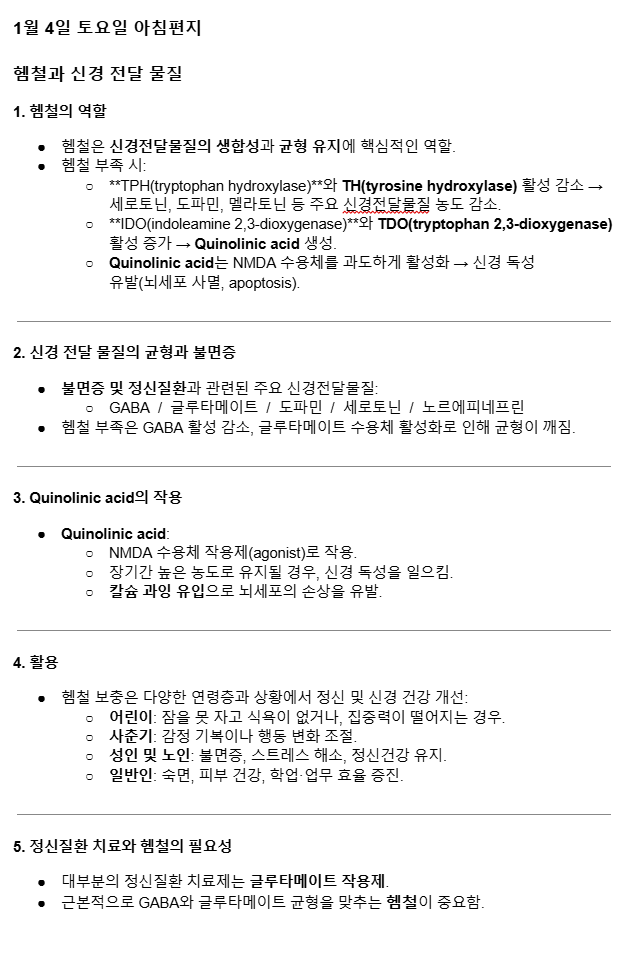 1월 4일 토요일 아침편지
헴철과 신경 전달 물질
1. 헴철의 역할
● 헴철은 신경전달물질의 생합성과 균형 유지에 핵심적인 역할.
● 헴철 부족 시:
○ **TPH(tryptophan hydroxylase)**와 TH(tyrosine hydroxylase) 활성 감소 →
세로토닌, 도파민, 멜라토닌 등 주요 신경전달물질 농도 감소.
○ **IDO(indoleamine 2,3-dioxygenase)**와 TDO(tryptophan 2,3-dioxygenase)
활성 증가 → Quinolinic acid 생성.
○ Quinolinic acid는 NMDA 수용체를 과도하게 활성화 → 신경 독성
유발(뇌세포 사멸, apoptosis).
2. 신경 전달 물질의 균형과 불면증
● 불면증 및 정신질환과 관련된 주요 신경전달물질:
○ GABA / 글루타메이트 / 도파민 / 세로토닌 / 노르에피네프린
● 헴철 부족은 GABA 활성 감소, 글루타메이트 수용체 활성화로 인해 균형이 깨짐.
3. Quinolinic acid의 작용
● Quinolinic acid:
○ NMDA 수용체 작용제(agonist)로 작용.
○ 장기간 높은 농도로 유지될 경우, 신경 독성을 일으킴.
○ 칼슘 과잉 유입으로 뇌세포의 손상을 유발.
4. 활용
● 헴철 보충은 다양한 연령층과 상황에서 정신 및 신경 건강 개선:
○ 어린이: 잠을 못 자고 식욕이 없거나, 집중력이 떨어지는 경우.
○ 사춘기: 감정 기복이나 행동 변화 조절.
○ 성인 및 노인: 불면증, 스트레스 해소, 정신건강 유지.
○ 일반인: 숙면, 피부 건강, 학업·업무 효율 증진.
5. 정신질환 치료와 헴철의 필요성
● 대부분의 정신질환 치료제는 글루타메이트 작용제.
● 근본적으로 GABA와 글루타메이트 균형을 맞추는 헴철이 중요함.